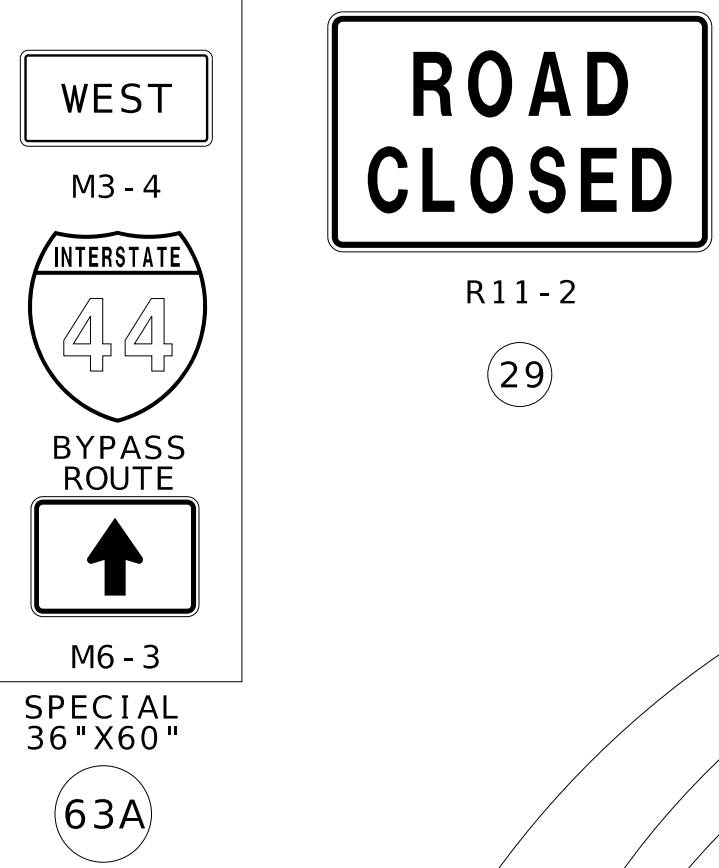 WEST
M3-4
INTERSTATE
44
BYPASS
ROUTE
M6-3
SPECIAL
36"X60"
63A
ROAD
CLOSED
R11-2
29